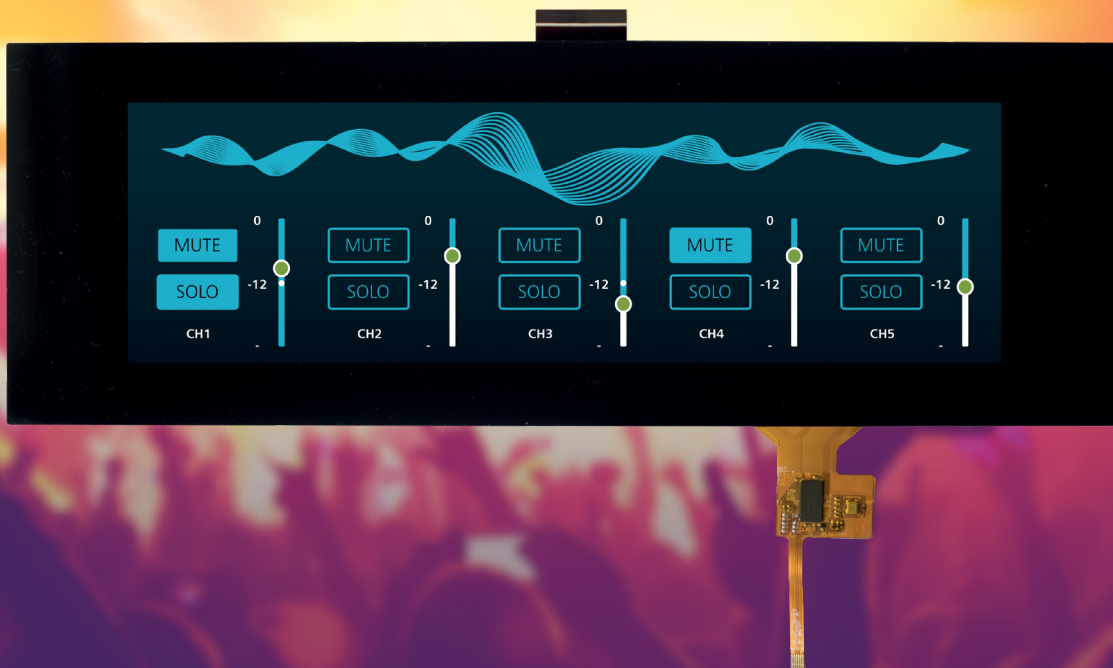 0
MUTE
SOLO
-12
CH1
-
0
MUTE
SOLO
-12
CH2
-
0
MUTE
SOLO
-12
CH3
-
0
MUTE
SOLO
-12
CH4
-
0
MUTE
SOLO
-12
CH5
-